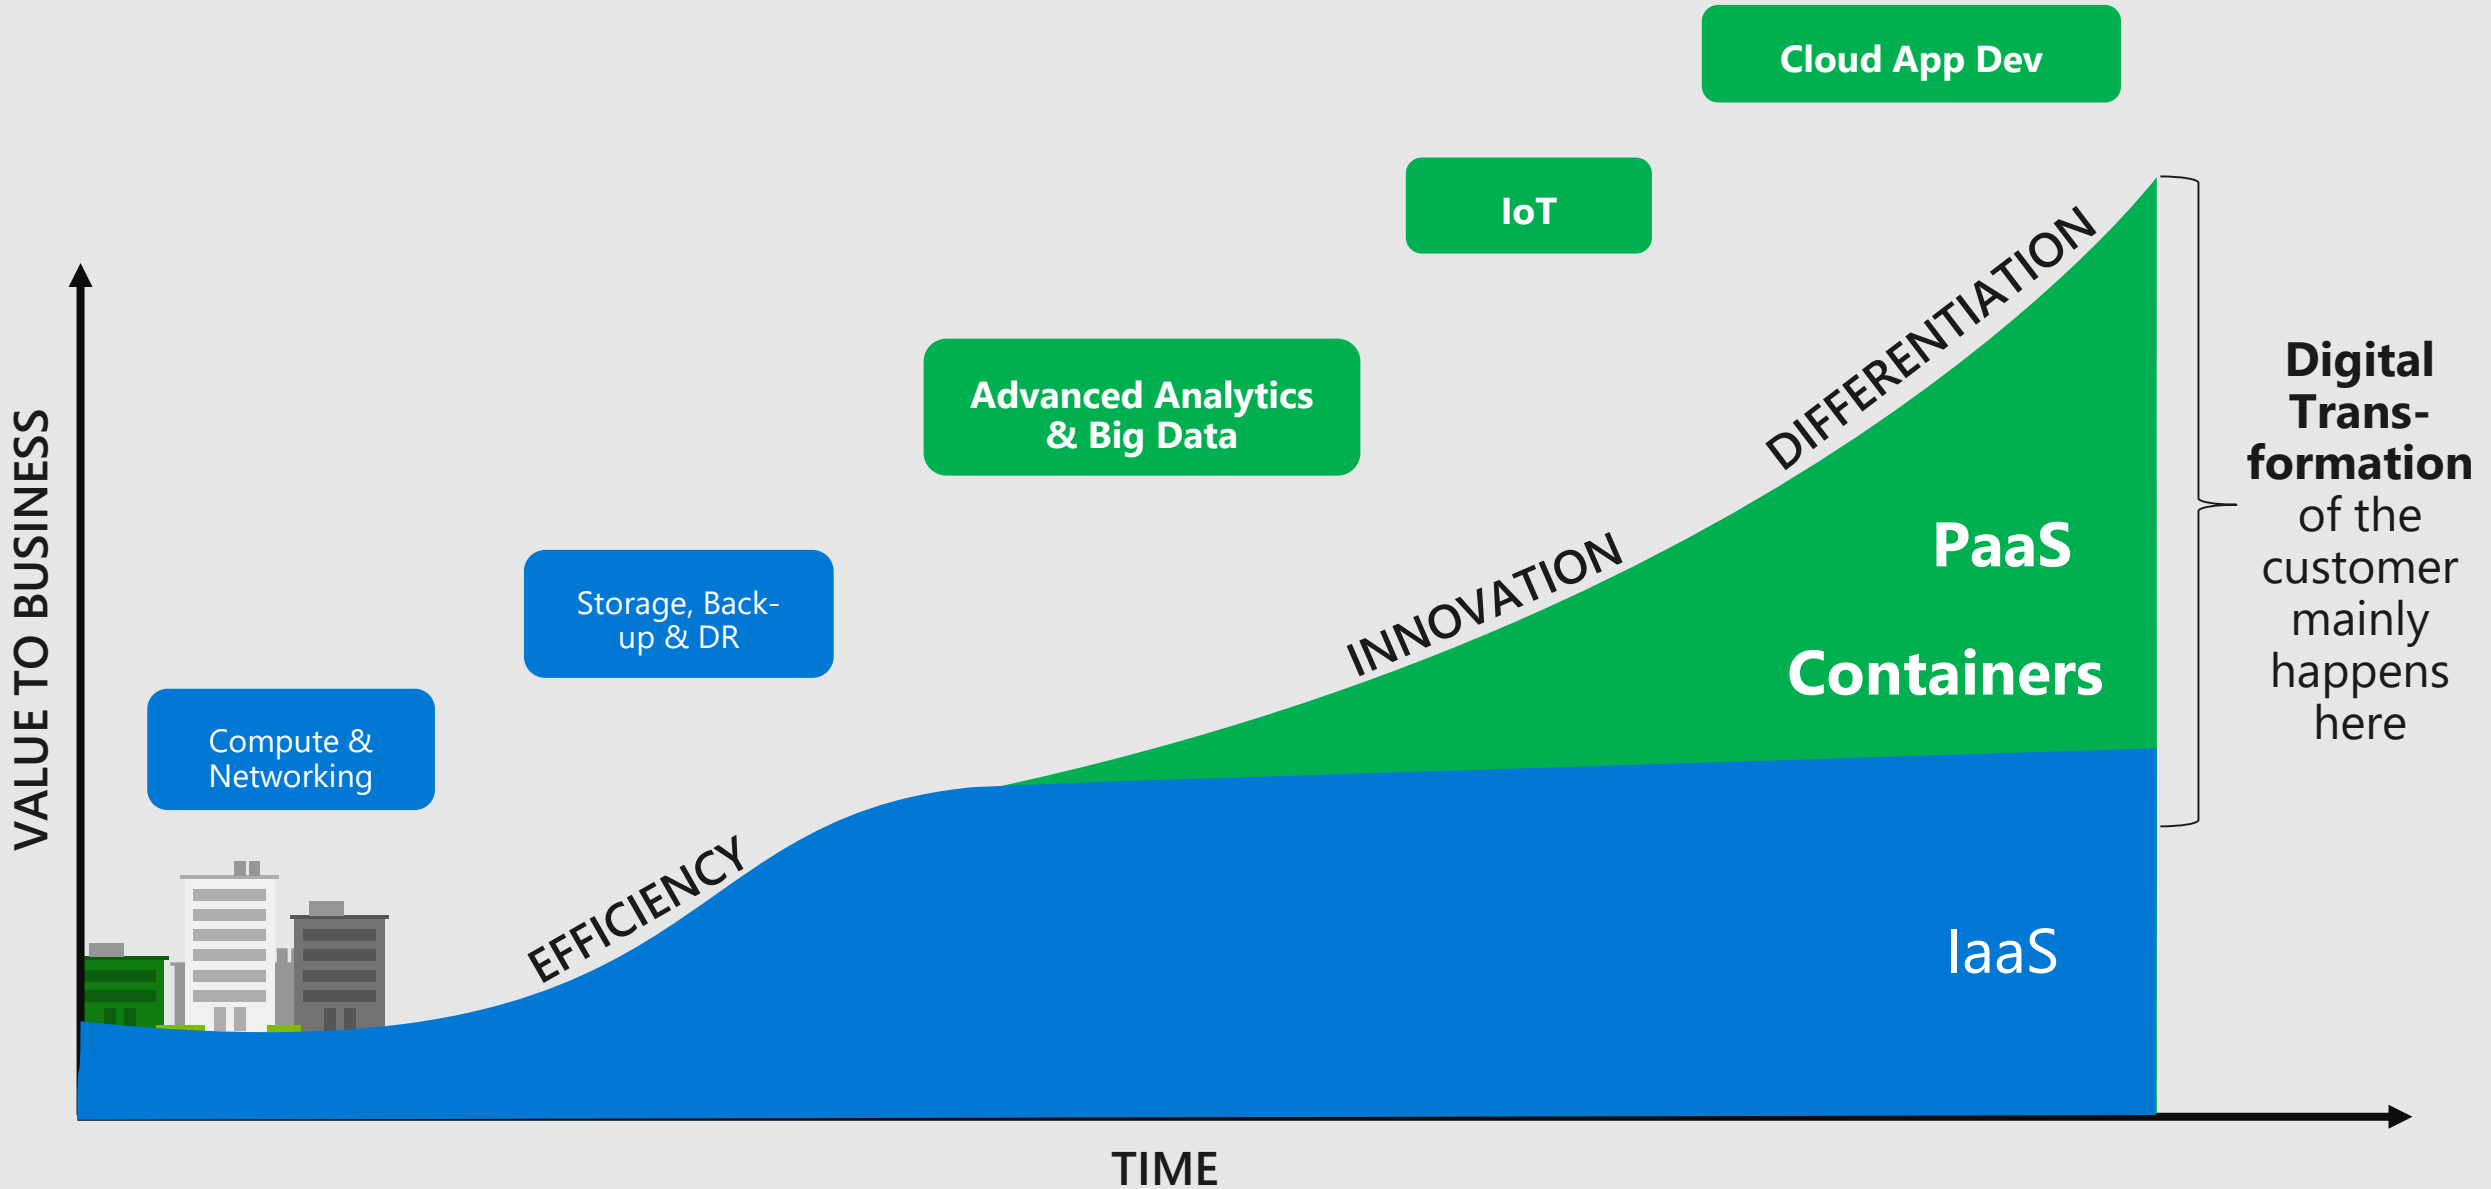 Cloud App Dev
IoT
Advanced Analytics
& Big Data
Storage, Back-
up & DR
Compute &
Networking
VALUE TO BUSINESS
EFFICIENCY
INNOVATION
DIFFERENTIATION
PaaS
Containers
IaaS
Digital
Trans-
formation
of the
customer
mainly
happens
here
TIME